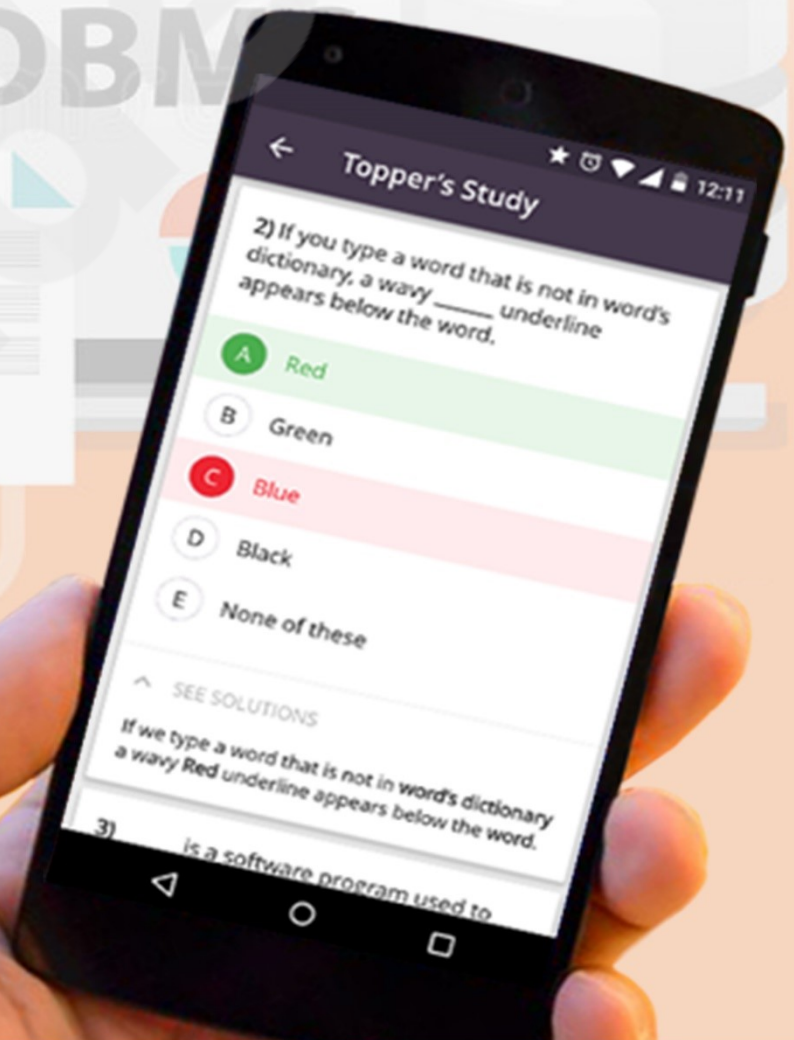 DBM
12:11
Topper's Study
2) If you type a word that is not in word's
dictionary, a wavy ______ underline
appears below the word.
A Red
B Green
C Blue
D Black
E None of these
SEE SOLUTIONS
If we type a word that is not in word's dictionary
a wavy Red underline appears below the word.
3) ______ is a software program used to